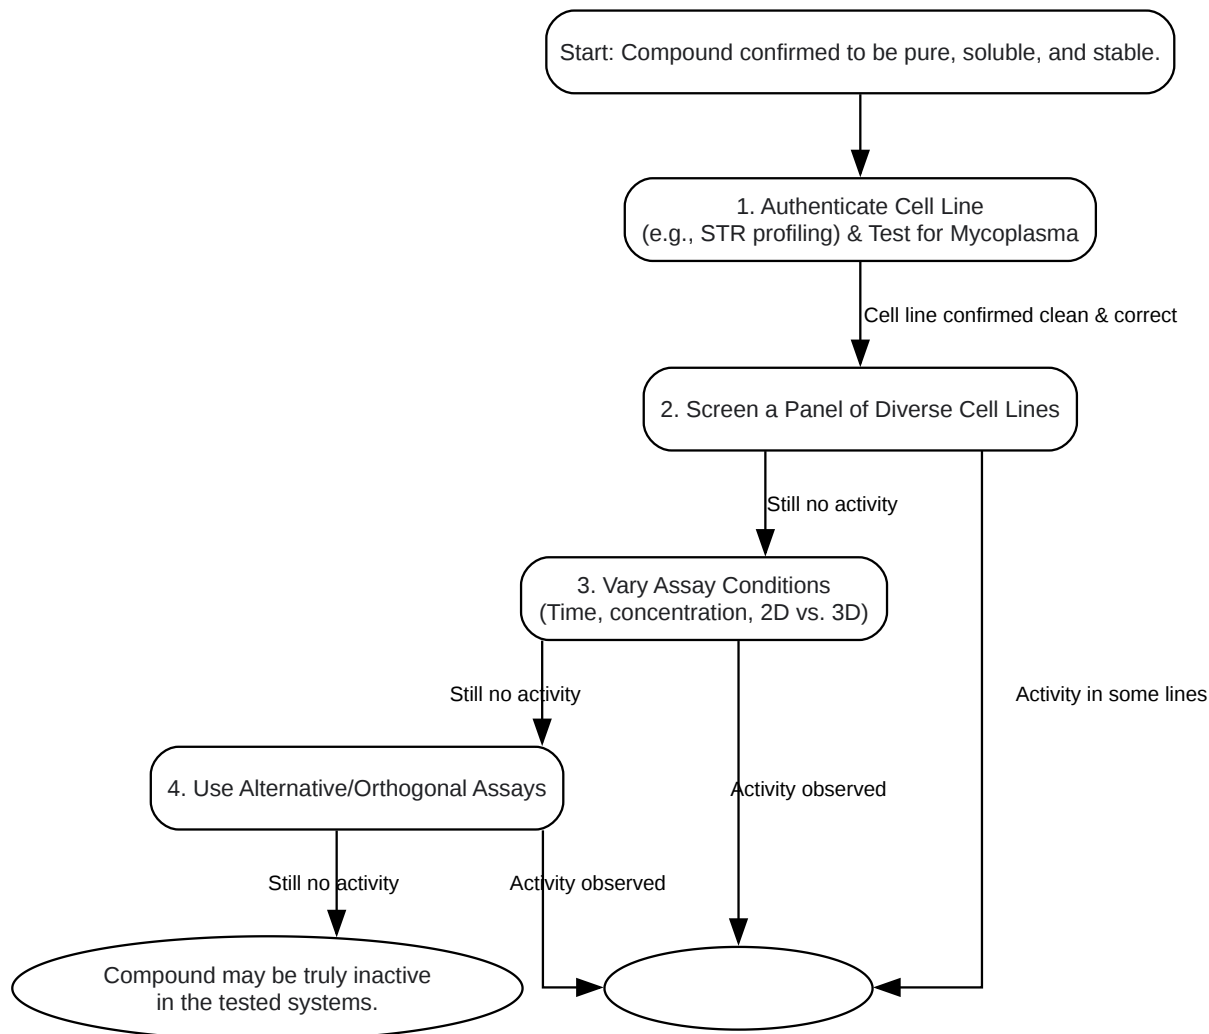 Start: Compound confirmed to be pure, soluble, and stable.
1. Authenticate Cell Line
(e.g., STR profiling) & Test for Mycoplasma
Cell line confirmed clean & correct
2. Screen a Panel of Diverse Cell Lines
Still no activity
3. Vary Assay Conditions
(Time, concentration, 2D vs. 3D)
Still no activity
Activity in some lines
4. Use Alternative/Orthogonal Assays
Activity observed
Still no activity
Activity observed
Compound may be truly inactive
in the tested systems.